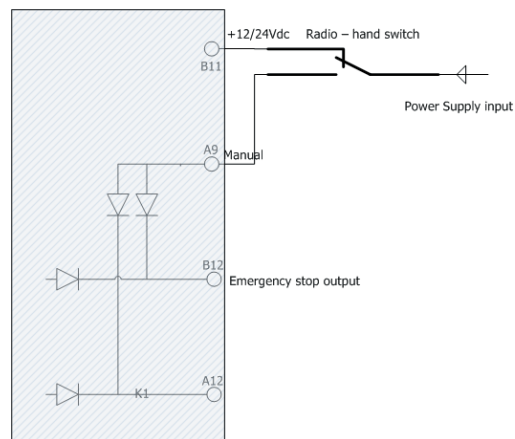 +12/24Vdc Radio – hand switch
B11
Power Supply input
A9
Manual
B12
Emergency stop output
A12
K1